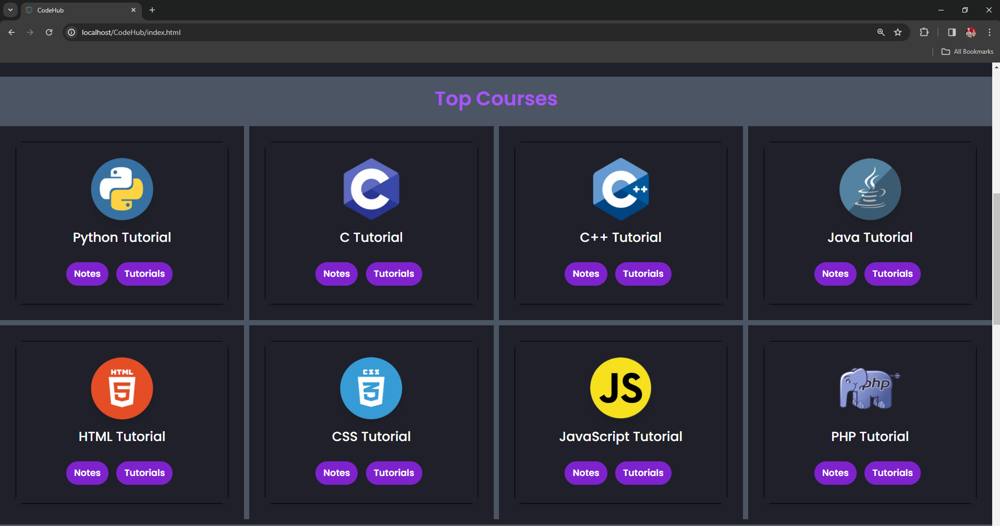 CodeHub
localhost/CodeHub/index.html
All Bookmarks
Top Courses
C
C ++
Python Tutorial
C Tutorial
C++ Tutorial
Java Tutorial
Notes Tutorials Notes Tutorials Notes Tutorials Notes Tutorials
HTML
5
CSS
3
JS
php
HTML Tutorial
CSS Tutorial
JavaScript Tutorial
PHP Tutorial
Notes Tutorials Notes Tutorials Notes Tutorials Notes Tutorials